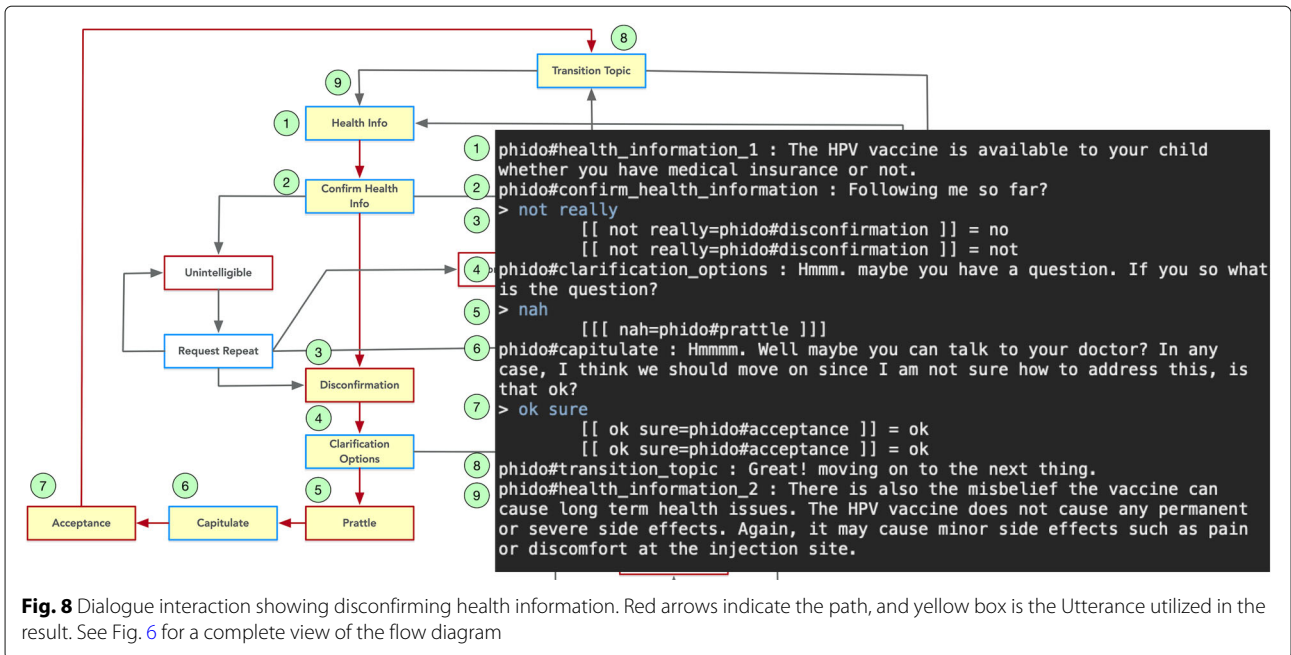 8
Transition Topic
9
1
Health Info
2
Confirm Health
Info
Unintelligible
Request Repeat
3
Disconfirmation
4
Clarification
Options
7
6
5
Acceptance
Capitulate
Prattle
1
phido#health_information_1 : The HPV vaccine is available to your child
whether you have medical insurance or not.
2
phido#confirm_health_information : Following me so far?
3
> not really
[[ not really=phido#disconfirmation ]] = no
[[ not really=phido#disconfirmation ]] = not
4
phido#clarification_options : Hmmm. maybe you have a question. If you so what
is the question?
5
> nah
[[[ nah=phido#prattle ]]]
6
phido#capitulate : Hmmmm. Well maybe you can talk to your doctor? In any
case, I think we should move on since I am not sure how to address this, is
that ok?
7
> ok sure
[[ ok sure=phido#acceptance ]] = ok
[[ ok sure=phido#acceptance ]] = ok
8
phido#transition_topic : Great! moving on to the next thing.
9
phido#health_information_2 : There is also the misbelief the vaccine can
cause long term health issues. The HPV vaccine does not cause any permanent
or severe side effects. Again, it may cause minor side effects such as pain
or discomfort at the injection site.
Fig. 8 Dialogue interaction showing disconfirming health information. Red arrows indicate the path, and yellow box is the Utterance utilized in the
result. See Fig. 6 for a complete view of the flow diagram